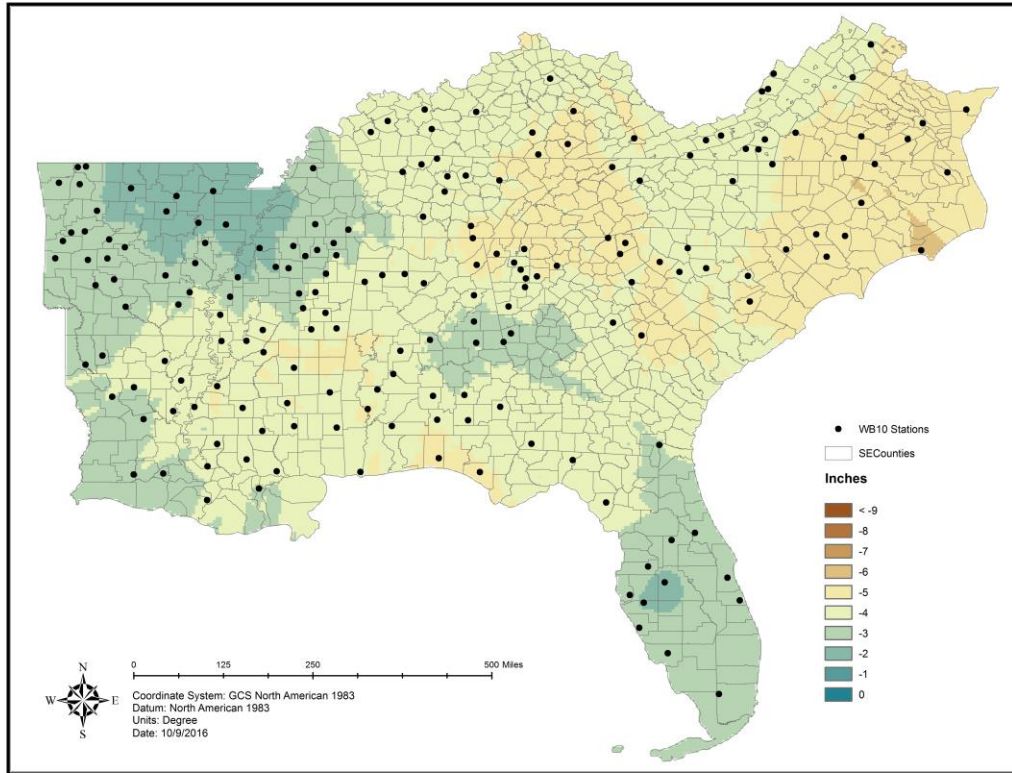 WB10 Stations
SECounties
Inches
< -9
-8
-7
-6
-5
-4
-3
-2
-1
0
N
W E
S
0 125 250 500 Miles
Coordinate System: GCS North American 1983
Datum: North American 1983
Units: Degree
Date: 10/9/2016